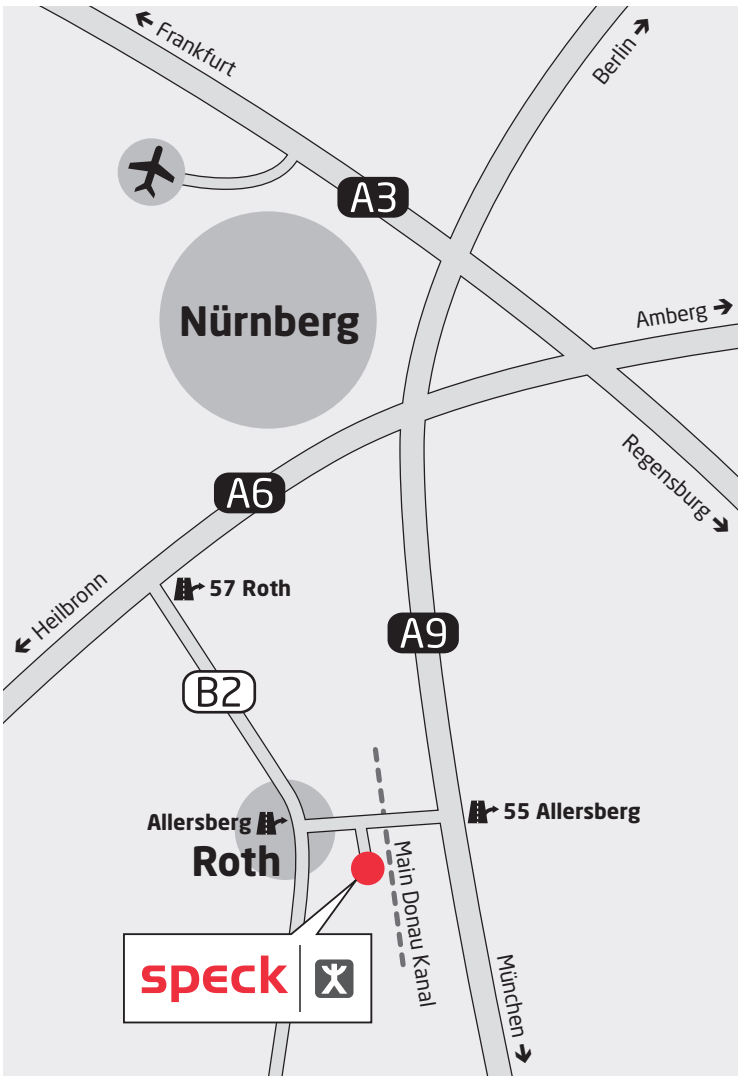 Frankfurt
Berlin
A3
Nürnberg
Amberg
Regensburg
A6
57 Roth
Heilbronn
A9
B2
55 Allersberg
Allersberg
Roth
Main Donau Kanal
speck
München